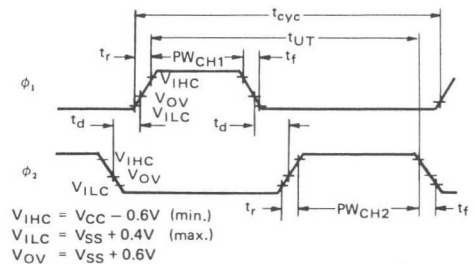 tcyc
tUT
tr PWCH1 tf
ϕ1
VIHC
VOV
VILC
td td
VIHC
VOV
ϕ2
VILC
tr PWCH2 tf
VIHC = VCC − 0.6V (min.)
VILC = VSS + 0.4V (max.)
VOV = VSS + 0.6V